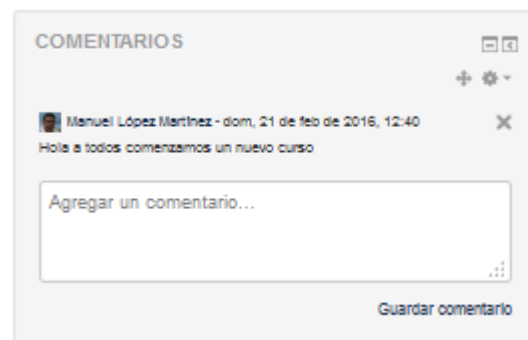 COMENTARIOS
Manuel López Martínez - dom, 21 de feb de 2016, 12:40
Hola a todos comenzamos un nuevo curso
Agregar un comentario...
Guardar comentario